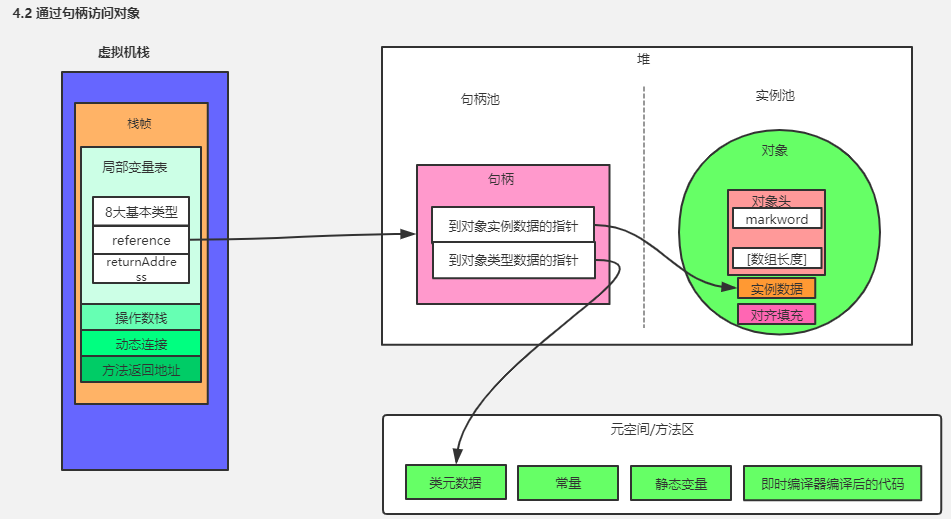 4.2 通过句柄访问对象
虚拟机栈
栈帧
局部变量表
8大基本类型
reference
returnAddre
ss
操作数栈
动态连接
方法返回地址
堆
句柄池
实例池
句柄
到对象实例数据的指针
到对象类型数据的指针
对象
对象头
markword
[数组长度]
实例数据
对齐填充
元空间/方法区
类元数据
常量
静态变量
即时编译器编译后的代码